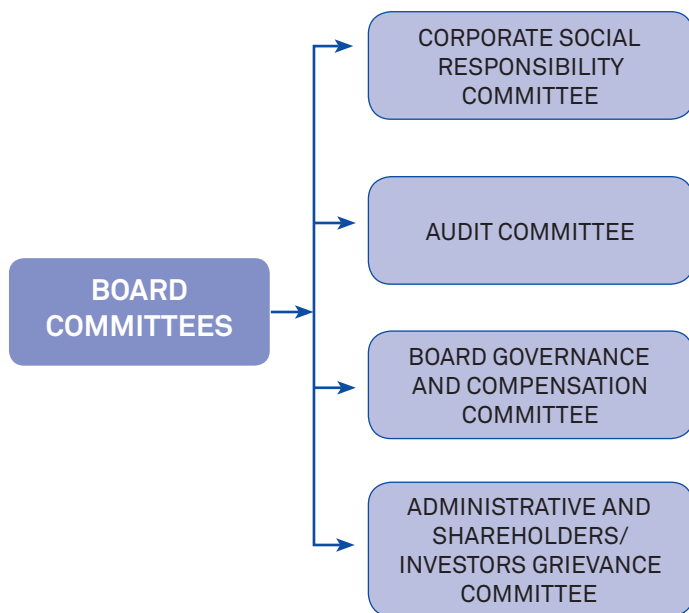 CORPORATE SOCIAL
RESPONSIBILITY
COMMITTEE
AUDIT COMMITTEE
BOARD
COMMITTEES
BOARD GOVERNANCE
AND COMPENSATION
COMMITTEE
ADMINISTRATIVE AND
SHAREHOLDERS/
INVESTORS GRIEVANCE
COMMITTEE